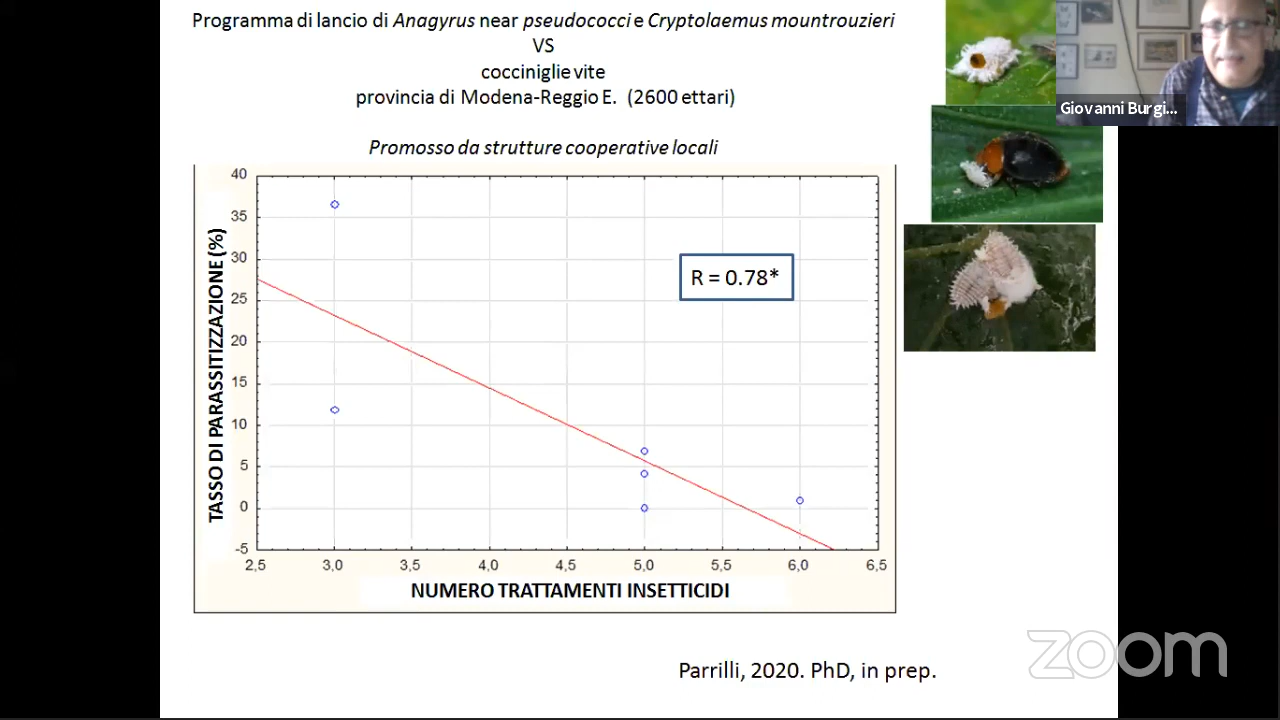 Programma di lancio di Anagyrus near pseudococci e Cryptolaemus mountrouzieri
VS
cocciniglie vite
provincia di Modena-Reggio E. (2600 ettari)
Promosso da strutture cooperative locali
Giovanni Burgi...
TASSO DI PARASSITIZZAZIONE (%)
40
35
30
25
20
15
10
5
0
-5
R = 0.78*
2,5 3,0 3,5 4,0 4,5 5,0 5,5 6,0 6,5
NUMERO TRATTAMENTI INSETTICIDI
Parrilli, 2020. PhD, in prep.
zoom